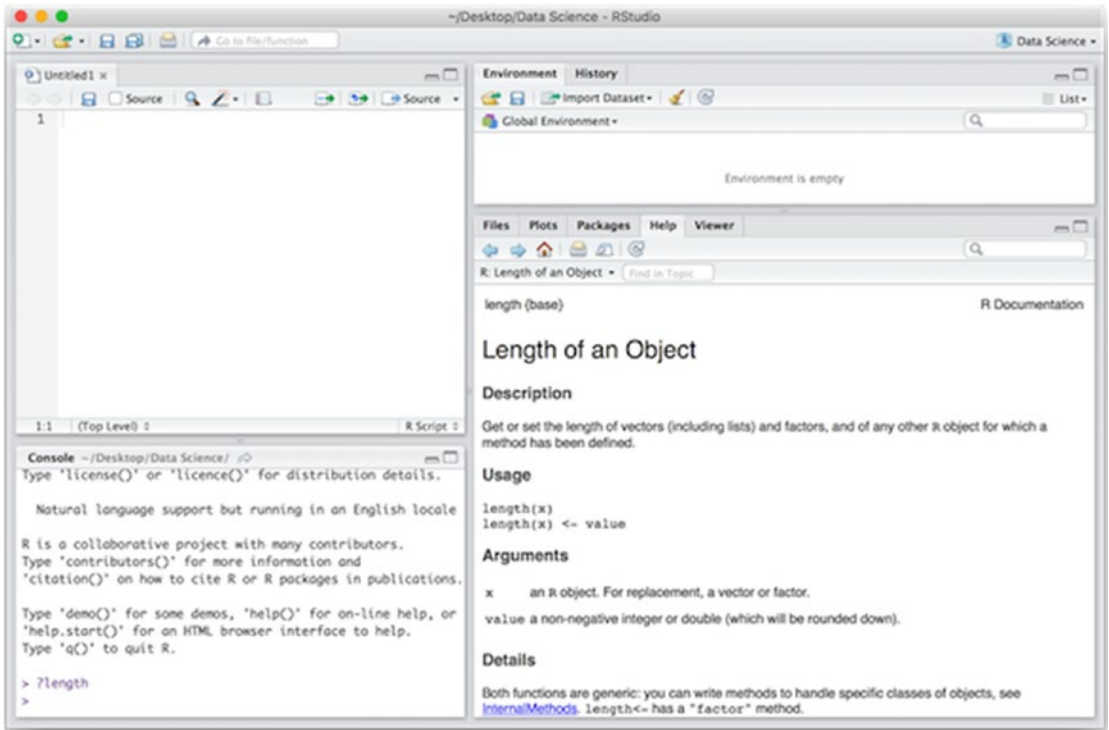 ~/Desktop/Data Science - RStudio
Go to file/function
Data Science
Untitled1
Source
Source
1
1:1 (Top Level)
R Script
Console ~/Desktop/Data Science/
Type 'license()' or 'licence()' for distribution details.
Natural language support but running in an English locale
R is a collaborative project with many contributors.
Type 'contributors()' for more information and
'citation()' on how to cite R or R packages in publications.
Type 'demo()' for some demos, 'help()' for on-line help, or
'help.start()' for an HTML browser interface to help.
Type 'q()' to quit R.
> ?length
>
Environment History
Import Dataset
List
Global Environment
Environment is empty
Files Plots Packages Help Viewer
R: Length of an Object
Find in Topic
length {base}
R Documentation
Length of an Object
Description
Get or set the length of vectors (including lists) and factors, and of any other R object for which a
method has been defined.
Usage
length(x)
length(x) <- value
Arguments
x an R object. For replacement, a vector or factor.
value a non-negative integer or double (which will be rounded down).
Details
Both functions are generic: you can write methods to handle specific classes of objects, see
InternalMethods. length<- has a "factor" method.